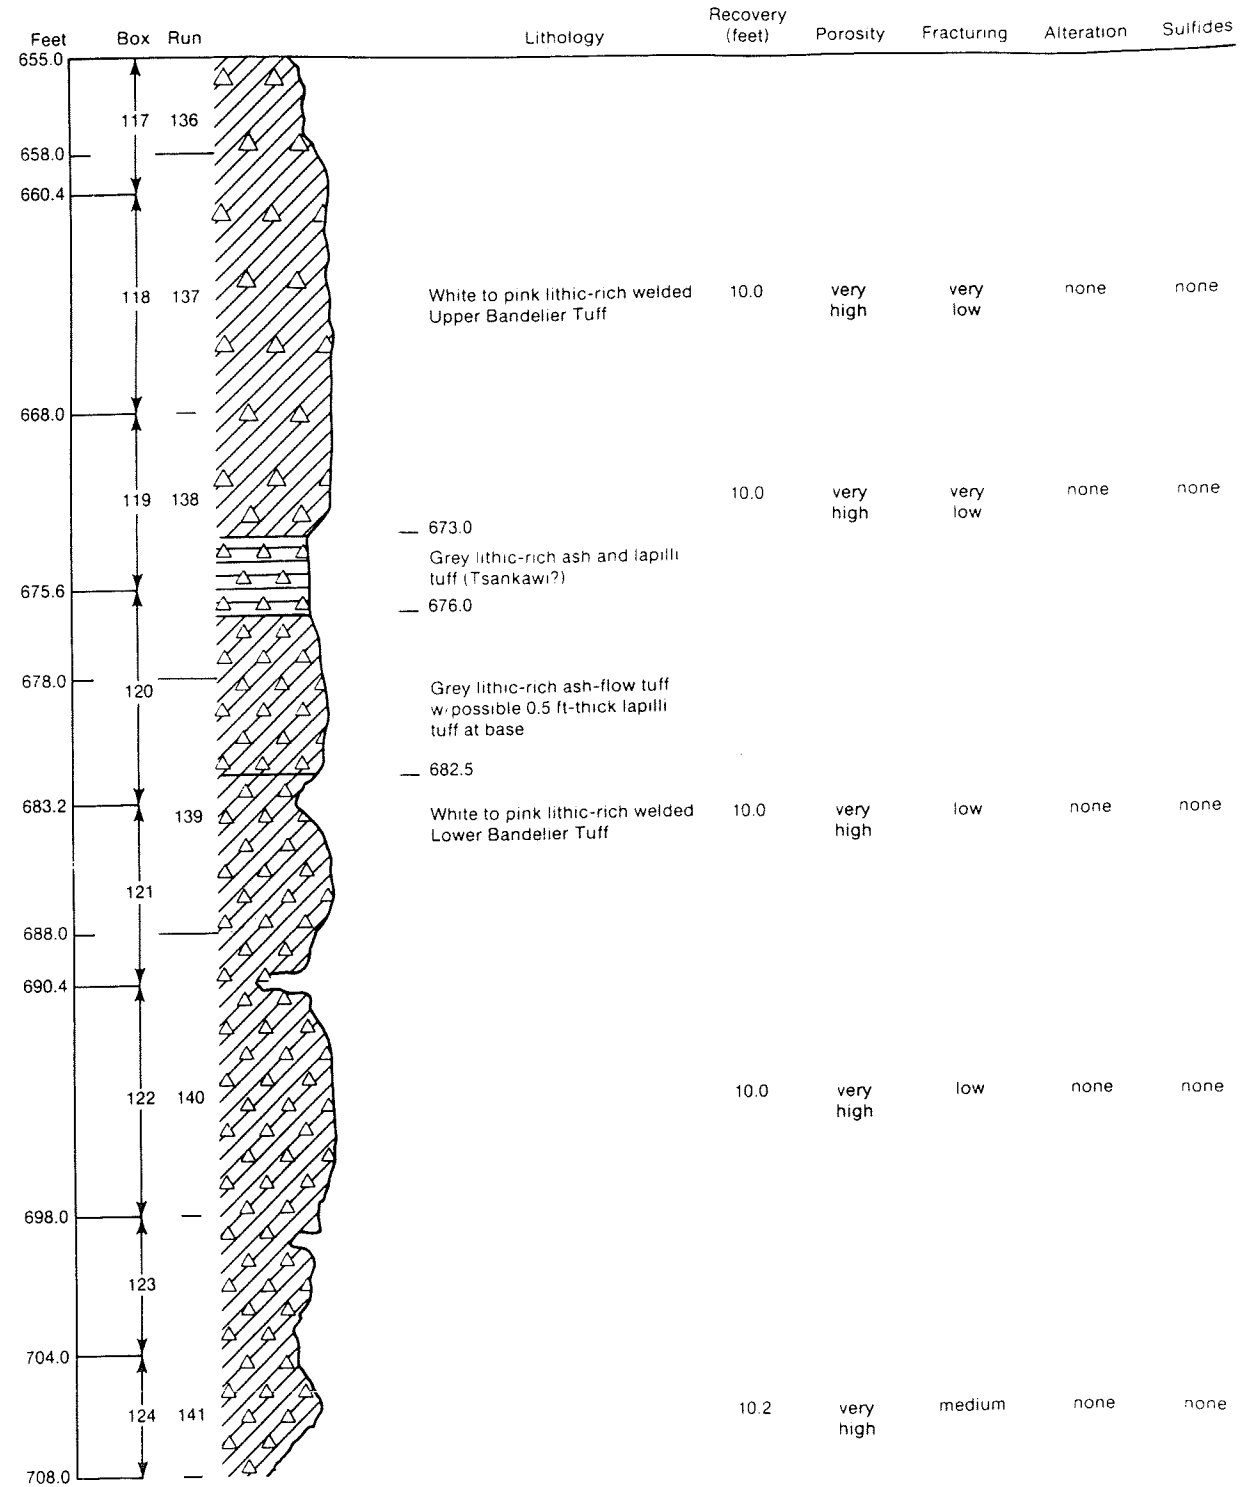 Feet Box Run Lithology Recovery (feet) Porosity Fracturing Alteration Sulfides
655.0
117 136
658.0
660.4
118 137 White to pink lithic-rich welded 10.0 very very none none
Upper Bandelier Tuff high low
668.0
119 138 10.0 very very none none
high low
673.0
Grey lithic-rich ash and lapilli
tuff (Tsankawi?)
675.6
676.0
678.0
120 Grey lithic-rich ash-flow tuff
w/possible 0.5 ft-thick lapilli
tuff at base
682.5
683.2
139 White to pink lithic-rich welded 10.0 very low none none
Lower Bandelier Tuff high
121
688.0
690.4
122 140 10.0 very low none none
high
698.0
123
704.0
124 141 10.2 very medium none none
high
708.0